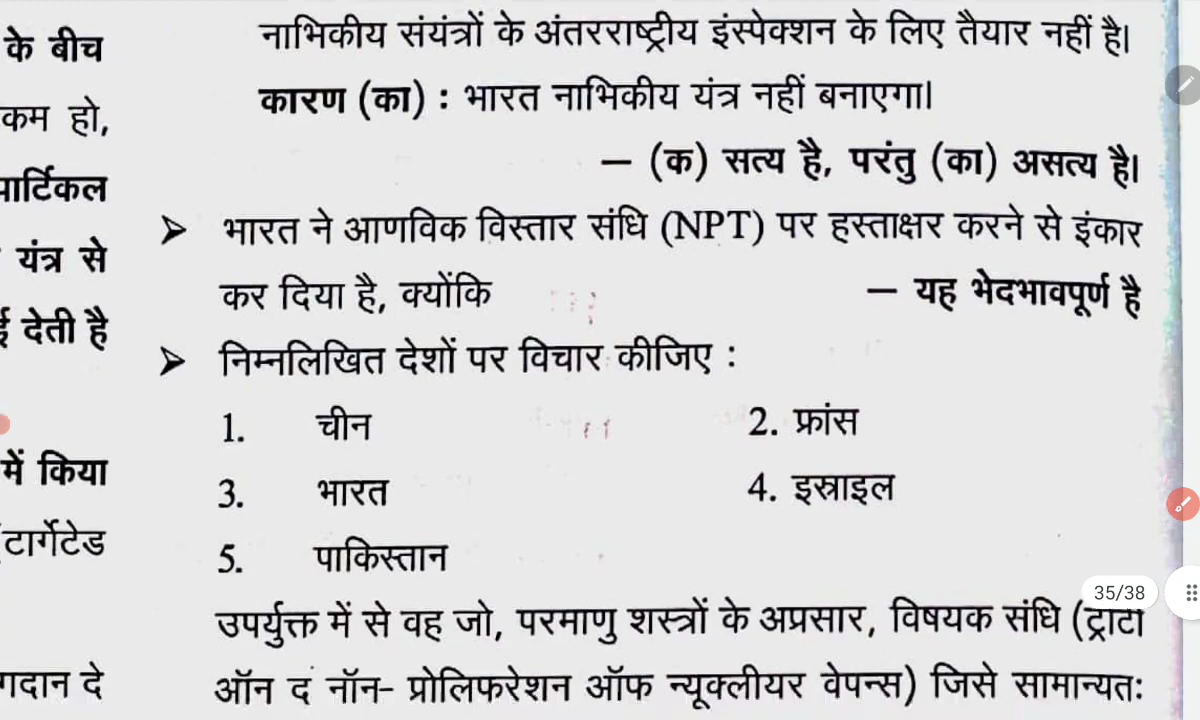 के बीच
कम हो,
पार्टिकल
यंत्र से
ई देती है
में किया
टार्गेटेड
गदान दे
नाभिकीय संयंत्रों के अंतरराष्ट्रीय इंस्पेक्शन के लिए तैयार नहीं है।
कारण (का) : भारत नाभिकीय यंत्र नहीं बनाएगा।
– (क) सत्य है, परंतु (का) असत्य है।
➤ भारत ने आणविक विस्तार संधि (NPT) पर हस्ताक्षर करने से इंकार
कर दिया है, क्योंकि – यह भेदभावपूर्ण है
➤ निम्नलिखित देशों पर विचार कीजिए :
1. चीन 2. फ्रांस
3. भारत 4. इस्राइल
5. पाकिस्तान
35/38
उपर्युक्त में से वह जो, परमाणु शस्त्रों के अप्रसार, विषयक संधि (ट्रीटी
ऑन द नॉन- प्रोलिफरेशन ऑफ न्यूक्लीयर वेपन्स) जिसे सामान्यतः